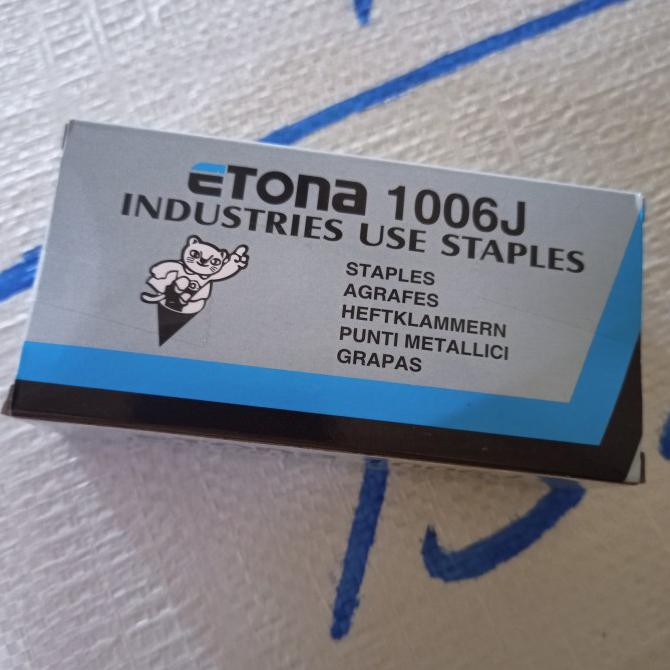 ETONA 1006J
INDUSTRIES USE STAPLES
STAPLES
AGRAFES
HEFTKLAMMERN
PUNTI METALLICI
GRAPAS